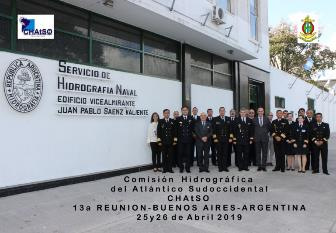 CHAtSO
REPUBLICA ARGENTINA
SERVICIO DE
HIDROGRAFÍA NAVAL
EDIFICIO VICEALMIRANTE
JUAN PABLO SAENZ VALIENTE
Comisión Hidrográfica
del Atlántico Sudoccidental
CHAtSO
13a REUNION-BUENOS AIRES-ARGENTINA
25y26 de Abril 2019